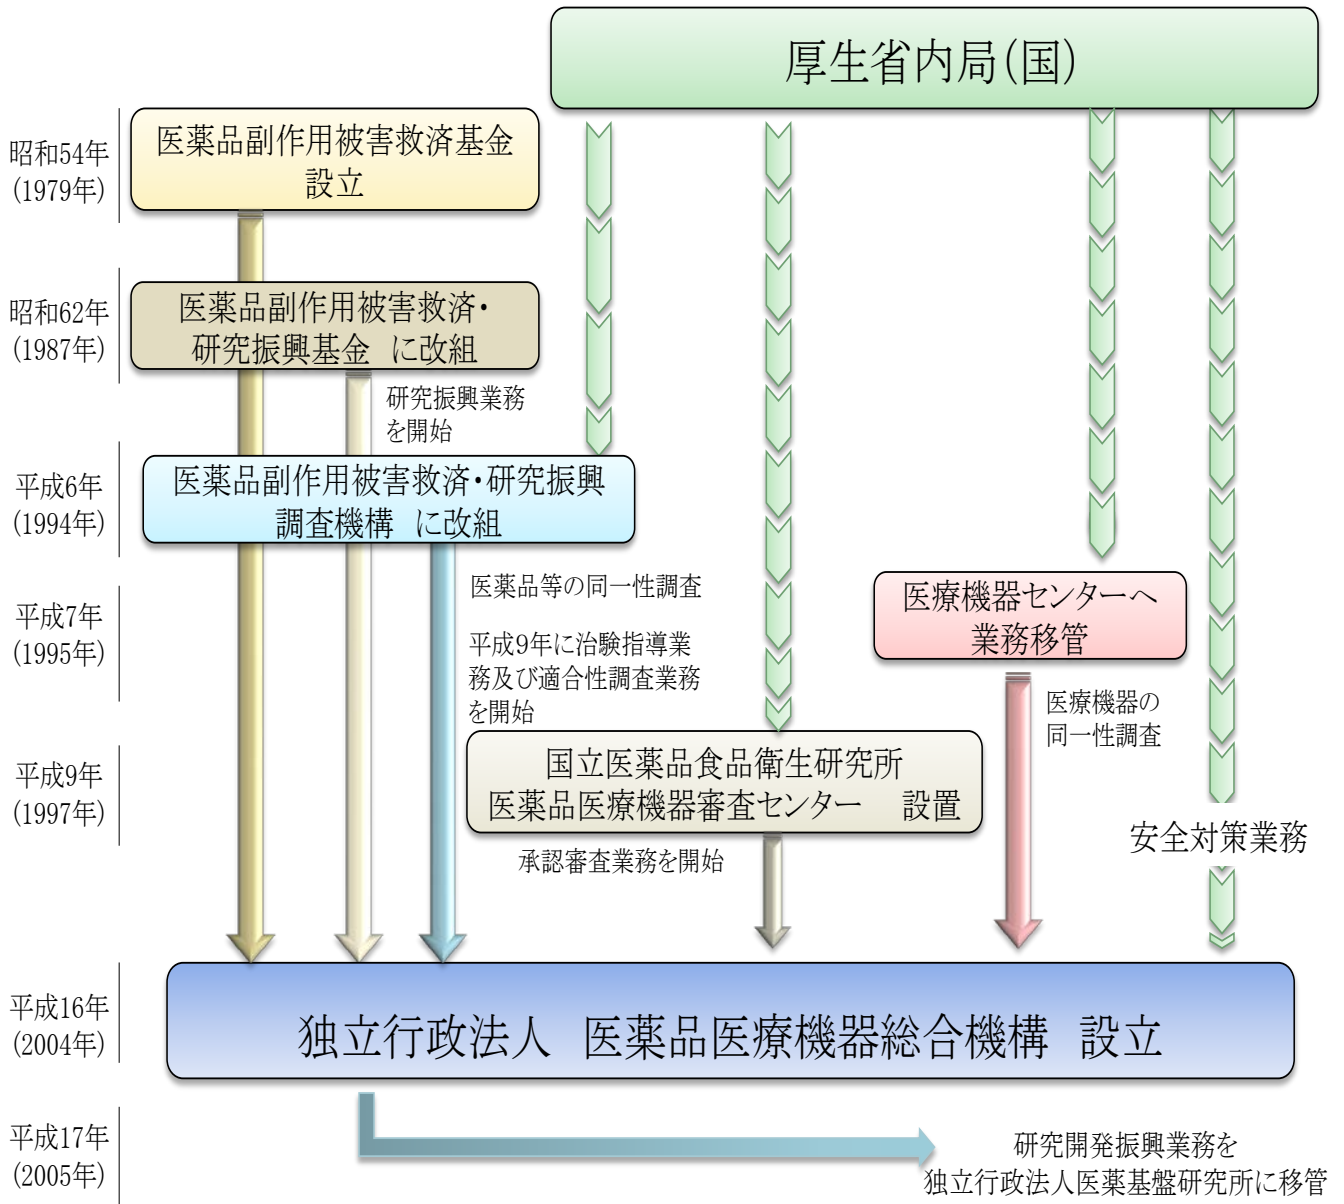 厚生省内局(国)
昭和54年
(1979年)
医薬品副作用被害救済基金
設立
昭和62年
(1987年)
医薬品副作用被害救済・
研究振興基金 に改組
研究振興業務
を開始
平成6年
(1994年)
医薬品副作用被害救済・研究振興
調査機構 に改組
医薬品等の同一性調査
平成9年に治験指導業
務及び適合性調査業務
を開始
平成7年
(1995年)
医療機器センターへ
業務移管
医療機器の
同一性調査
平成9年
(1997年)
国立医薬品食品衛生研究所
医薬品医療機器審査センター 設置
承認審査業務を開始
安全対策業務
平成16年
(2004年)
独立行政法人 医薬品医療機器総合機構 設立
平成17年
(2005年)
研究開発振興業務を
独立行政法人医薬基盤研究所に移管